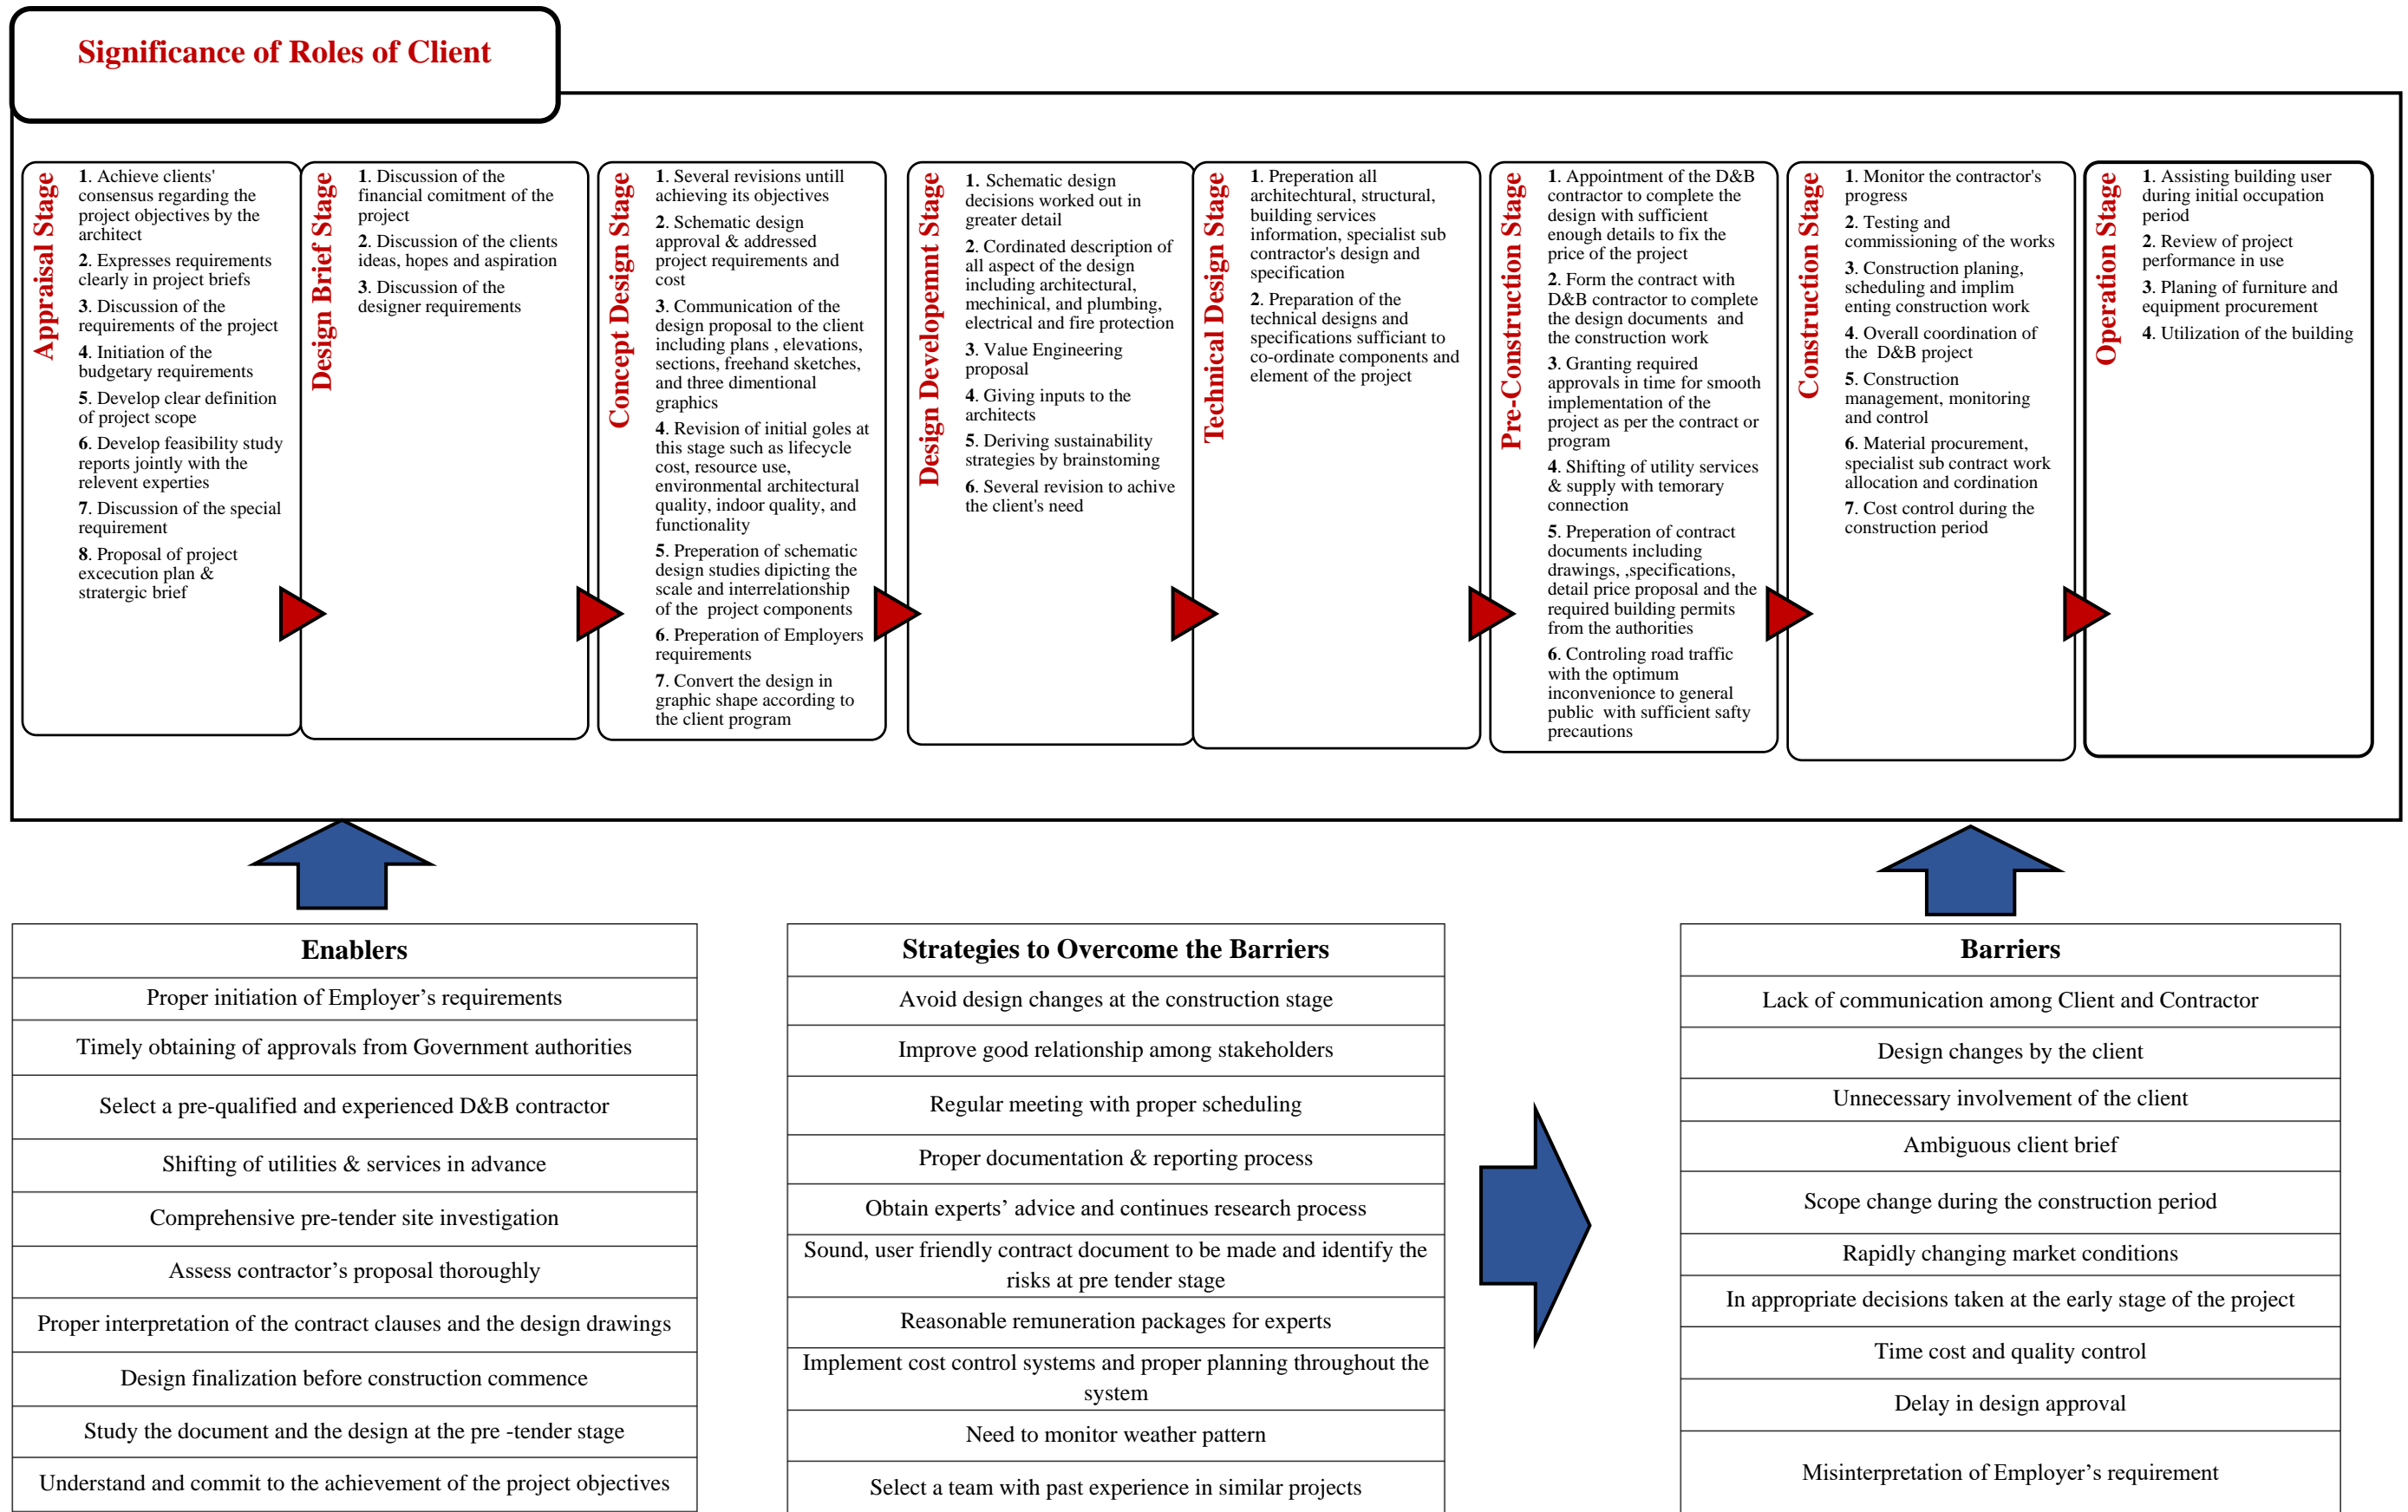 Significance of Roles of Client
Appraisal Stage
1. Achieve clients'
consensus regarding the
project objectives by the
architect
2. Expresses requirements
clearly in project briefs
3. Discussion of the
requirements of the project
4. Initiation of the
budgetary requirements
5. Develop clear definition
of project scope
6. Develop feasibility study
reports jointly with the
relevent experties
7. Discussion of the special
requirement
8. Proposal of project
excecution plan &
stratergic brief
Design Brief Stage
1. Discussion of the
financial comitment of the
project
2. Discussion of the clients
ideas, hopes and aspiration
3. Discussion of the
designer requirements
Concept Design Stage
1. Several revisions untill
achieving its objectives
2. Schematic design
approval & addressed
project requirements and
cost
3. Communication of the
design proposal to the client
including plans , elevations,
sections, freehand sketches,
and three dimentional
graphics
4. Revision of initial goles at
this stage such as lifecycle
cost, resource use,
environmental architectural
quality, indoor quality, and
functionality
5. Preperation of schematic
design studies dipicting the
scale and interrelationship
of the project components
6. Preperation of Employers
requirements
7. Convert the design in
graphic shape according to
the client program
Design Developemnt Stage
1. Schematic design
decisions worked out in
greater detail
2. Cordinated description of
all aspect of the design
including architectural,
mechinical, and plumbing,
electrical and fire protection
3. Value Engineering
proposal
4. Giving inputs to the
architects
5. Deriving sustainability
strategies by brainstoming
6. Several revision to achive
the client's need
Technical Design Stage
1. Preperation all
architechtural, structural,
building services
information, specialist sub
contractor's design and
specification
2. Preparation of the
technical designs and
specifications sufficiant to
co-ordinate components and
element of the project
Pre-Construction Stage
1. Appointment of the D&B
contractor to complete the
design with sufficient
enough details to fix the
price of the project
2. Form the contract with
D&B contractor to complete
the design documents and
the construction work
3. Granting required
approvals in time for smooth
implementation of the
project as per the contract or
program
4. Shifting of utility services
& supply with temorary
connection
5. Preperation of contract
documents including
drawings, ,specifications,
detail price proposal and the
required building permits
from the authorities
6. Controling road traffic
with the optimum
inconvenionce to general
public with sufficient safty
precautions
Construction Stage
1. Monitor the contractor's
progress
2. Testing and
commissioning of the works
3. Construction planing,
scheduling and implim
enting construction work
4. Overall coordination of
the D&B project
5. Construction
management, monitoring
and control
6. Material procurement,
specialist sub contract work
allocation and cordination
7. Cost control during the
construction period
Operation Stage
1. Assisting building user
during initial occupation
period
2. Review of project
performance in use
3. Planing of furniture and
equipment procurement
4. Utilization of the building
Enablers
Proper initiation of Employer’s requirements
Timely obtaining of approvals from Government authorities
Select a pre-qualified and experienced D&B contractor
Shifting of utilities & services in advance
Comprehensive pre-tender site investigation
Assess contractor’s proposal thoroughly
Proper interpretation of the contract clauses and the design drawings
Design finalization before construction commence
Study the document and the design at the pre -tender stage
Understand and commit to the achievement of the project objectives
Strategies to Overcome the Barriers
Avoid design changes at the construction stage
Improve good relationship among stakeholders
Regular meeting with proper scheduling
Proper documentation & reporting process
Obtain experts’ advice and continues research process
Sound, user friendly contract document to be made and identify the
risks at pre tender stage
Reasonable remuneration packages for experts
Implement cost control systems and proper planning throughout the
system
Need to monitor weather pattern
Select a team with past experience in similar projects
Barriers
Lack of communication among Client and Contractor
Design changes by the client
Unnecessary involvement of the client
Ambiguous client brief
Scope change during the construction period
Rapidly changing market conditions
In appropriate decisions taken at the early stage of the project
Time cost and quality control
Delay in design approval
Misinterpretation of Employer’s requirement